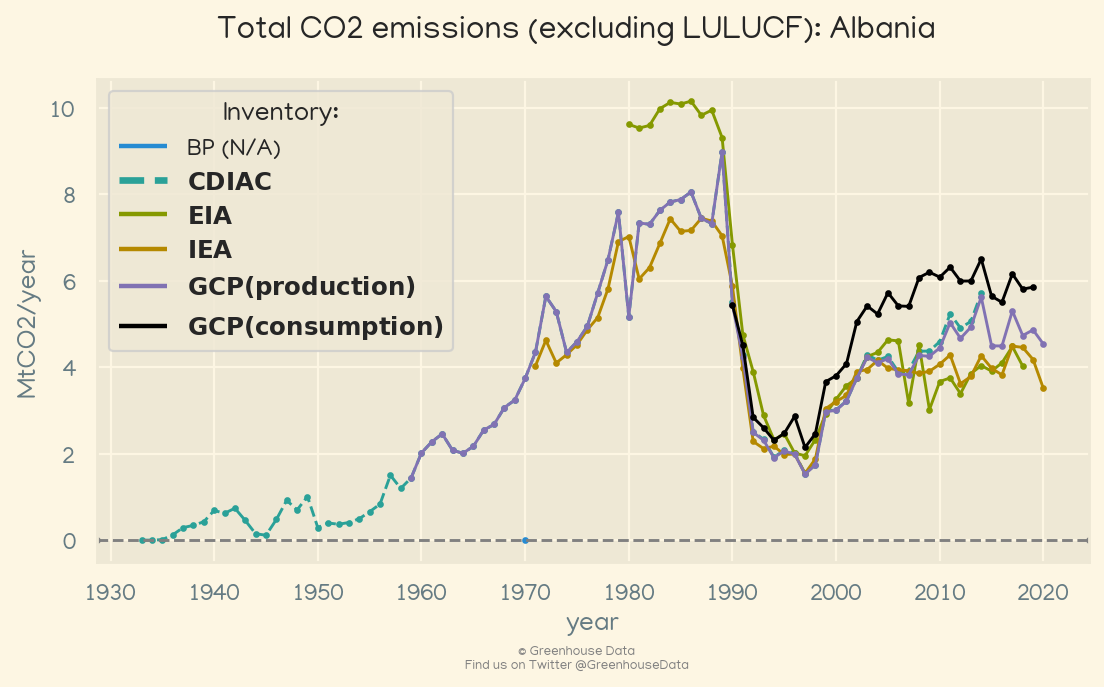 Total CO2 emissions (excluding LULUCF): Albania
Inventory:
BP (N/A)
CDIAC
EIA
IEA
GCP(production)
GCP(consumption)
MtCO2/year
10
8
6
4
2
0
1930 1940 1950 1960 1970 1980 1990 2000 2010 2020
year
© Greenhouse Data
Find us on Twitter @GreenhouseData